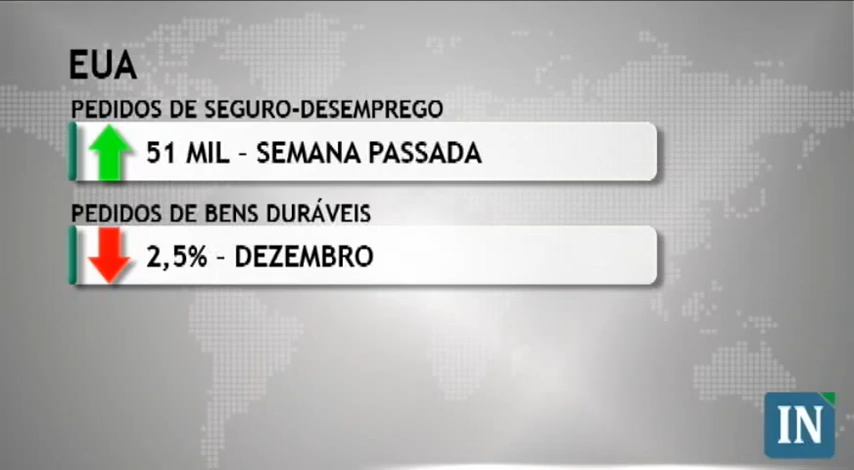 EUA
PEDIDOS DE SEGURO-DESEMPREGO
51 MIL - SEMANA PASSADA
PEDIDOS DE BENS DURÁVEIS
2,5% - DEZEMBRO
IN